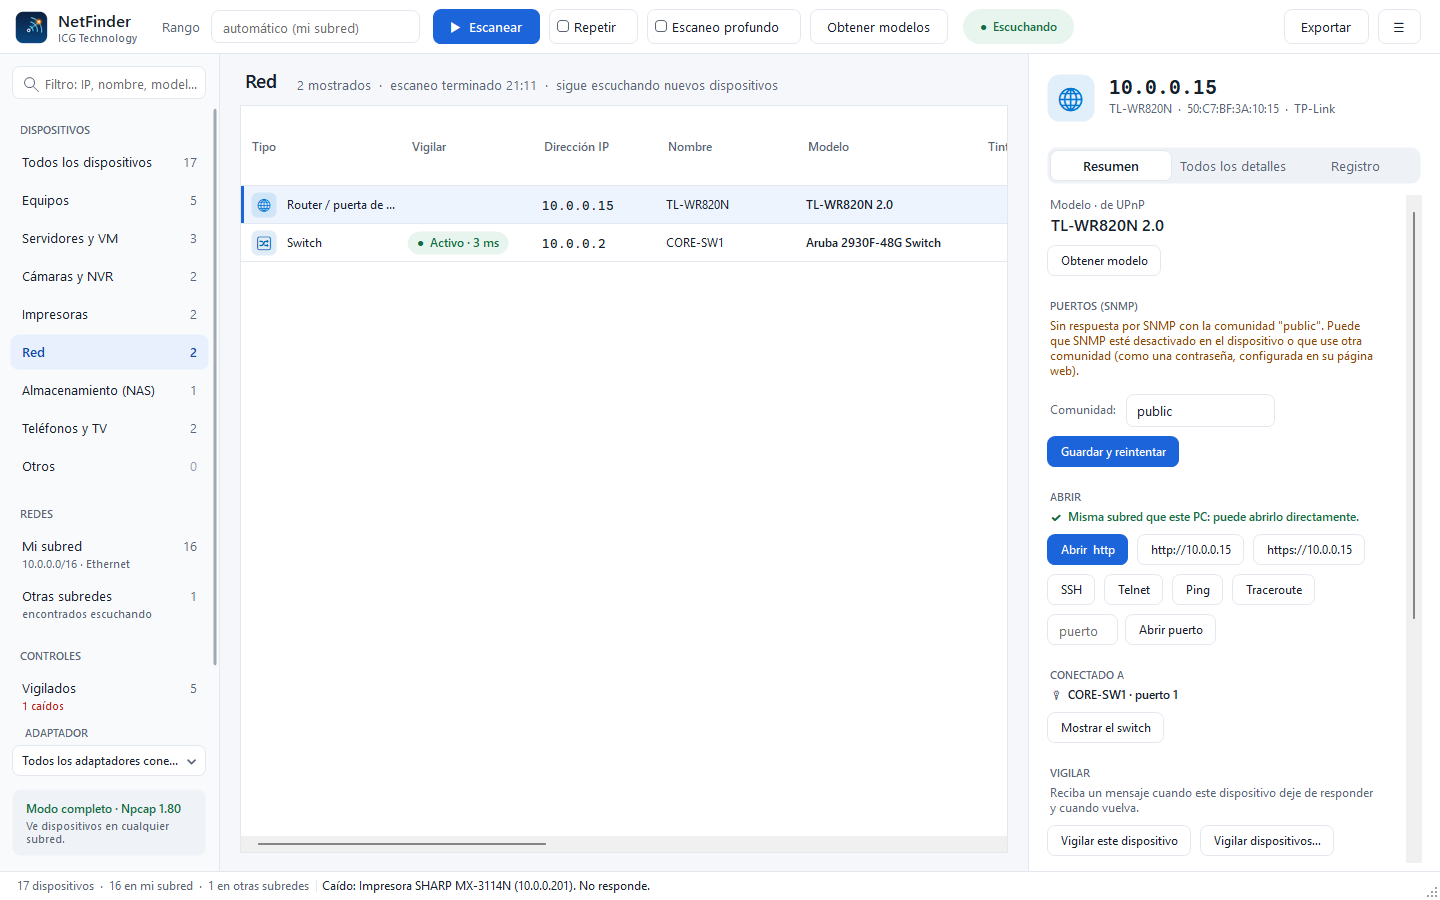 NetFinder
ICG Technology
Rango
automático (mi subred)
Escanear
Repetir
Escaneo profundo
Obtener modelos
Escuchando
Exportar
Filtro: IP, nombre, model...
DISPOSITIVOS
Todos los dispositivos 17
Equipos 5
Servidores y VM 3
Cámaras y NVR 2
Impresoras 2
Red 2
Almacenamiento (NAS) 1
Teléfonos y TV 2
Otros 0
REDES
Mi subred 16
10.0.0.0/16 · Ethernet
Otras subredes 1
encontrados escuchando
CONTROLES
Vigilados 5
1 caídos
ADAPTADOR
Todos los adaptadores cone...
Modo completo · Npcap 1.80
Ve dispositivos en cualquier
subred.
Red
2 mostrados · escaneo terminado 21:11 · sigue escuchando nuevos dispositivos
Tipo Vigilar Dirección IP Nombre Modelo Tint
Router / puerta de ... 10.0.0.15 TL-WR820N TL-WR820N 2.0
Switch Activo · 3 ms 10.0.0.2 CORE-SW1 Aruba 2930F-48G Switch
10.0.0.15
TL-WR820N · 50:C7:BF:3A:10:15 · TP-Link
Resumen Todos los detalles Registro
Modelo · de UPnP
TL-WR820N 2.0
Obtener modelo
PUERTOS (SNMP)
Sin respuesta por SNMP con la comunidad "public". Puede
que SNMP esté desactivado en el dispositivo o que use otra
comunidad (como una contraseña, configurada en su página
web).
Comunidad: public
Guardar y reintentar
ABRIR
Misma subred que este PC: puede abrirlo directamente.
Abrir http http://10.0.0.15 https://10.0.0.15
SSH Telnet Ping Traceroute
puerto Abrir puerto
CONECTADO A
CORE-SW1 · puerto 1
Mostrar el switch
VIGILAR
Reciba un mensaje cuando este dispositivo deje de responder
y cuando vuelva.
Vigilar este dispositivo Vigilar dispositivos...
17 dispositivos · 16 en mi subred · 1 en otras subredes Caído: Impresora SHARP MX-3114N (10.0.0.201). No responde.